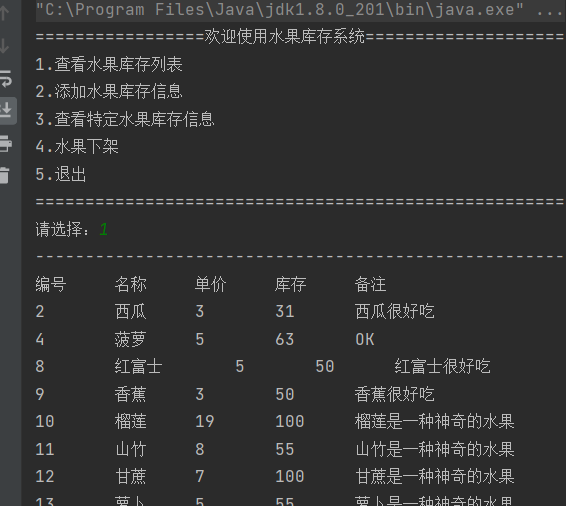 "C:\Program Files\Java\jdk1.8.0_201\bin\java.exe" ...
=================欢迎使用水果库存系统====================
1.查看水果库存列表
2.添加水果库存信息
3.查看特定水果库存信息
4.水果下架
5.退出
=====================================================
请选择：1
-----------------------------------------------------
编号 名称 单价 库存 备注
2 西瓜 3 31 西瓜很好吃
4 菠萝 5 63 OK
8 红富士 5 50 红富士很好吃
9 香蕉 3 50 香蕉很好吃
10 榴莲 19 100 榴莲是一种神奇的水果
11 山竹 8 55 山竹是一种神奇的水果
12 甘蔗 7 100 甘蔗是一种神奇的水果
13 萝卜 5 55 萝卜是一种神奇的水果